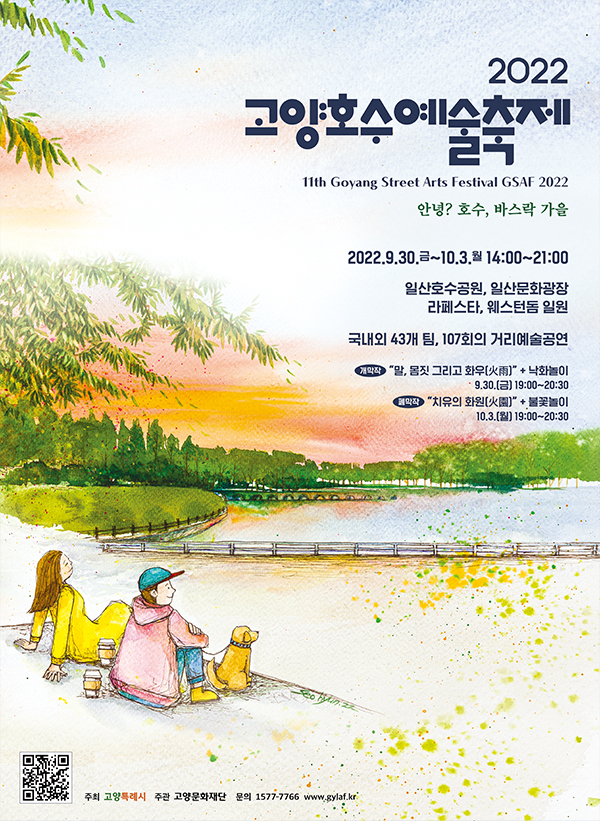 2022
고양호수예술축제
11th Goyang Street Arts Festival GSAF 2022
안녕? 호수, 바스락 가을
2022.9.30.금~10.3.월 14:00~21:00
일산호수공원, 일산문화광장
라페스타, 웨스턴돔 일원
국내외 43개 팀, 107회의 거리예술공연
개막작 "말, 몸짓 그리고 화우(火雨)" + 낙화놀이
9.30.(금) 19:00~20:30
폐막작 "치유의 화원(火園)" + 불꽃놀이
10.3.(월) 19:00~20:30
주최 고양특례시 주관 고양문화재단 문의 1577-7766 www.gylaf.kr